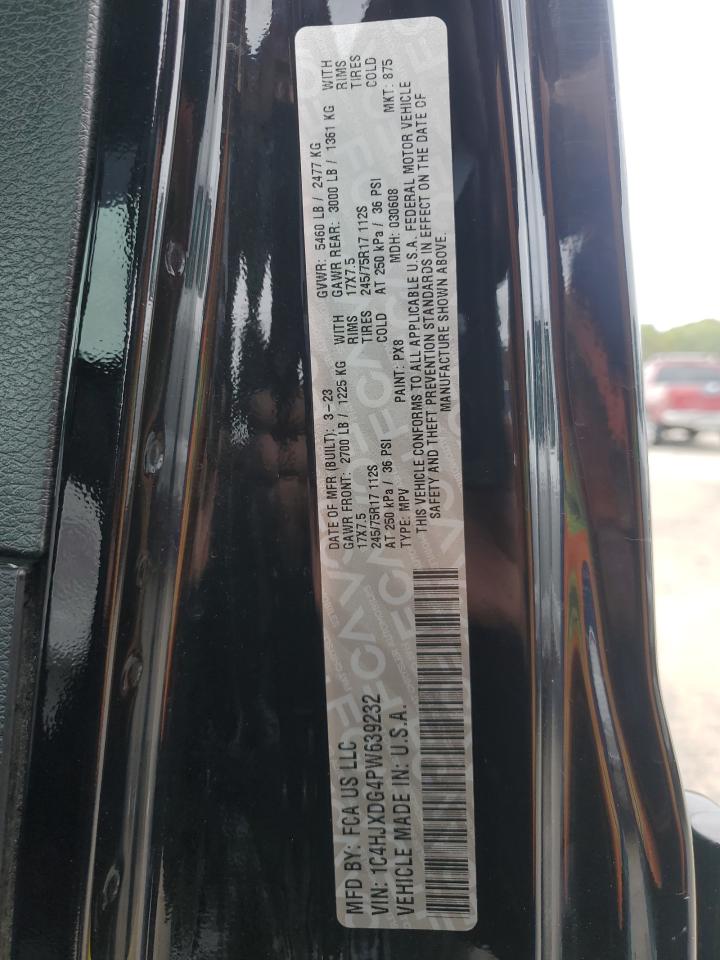 MFD BY: FCA US LLC
VIN: 1C4HJXDG4PW639232
VEHICLE MADE IN: U.S.A.
DATE OF MFR (BUILT): 3-23 GVWR: 5460 LB / 2477 KG
GAWR FRONT: 2700 LB / 1225 KG WITH GAWR REAR: 3000 LB / 1361 KG WITH
17X7.5 RIMS 17X7.5 RIMS
245/75R17 112S TIRES 245/75R17 112S TIRES
AT 250 kPa / 36 PSI COLD AT 250 kPa / 36 PSI COLD
TYPE: MPV PAINT: PX8 MDH: 030608 MKT: 875
THIS VEHICLE CONFORMS TO ALL APPLICABLE U.S.A. FEDERAL MOTOR VEHICLE
SAFETY AND THEFT PREVENTION STANDARDS IN EFFECT ON THE DATE OF
MANUFACTURE SHOWN ABOVE.